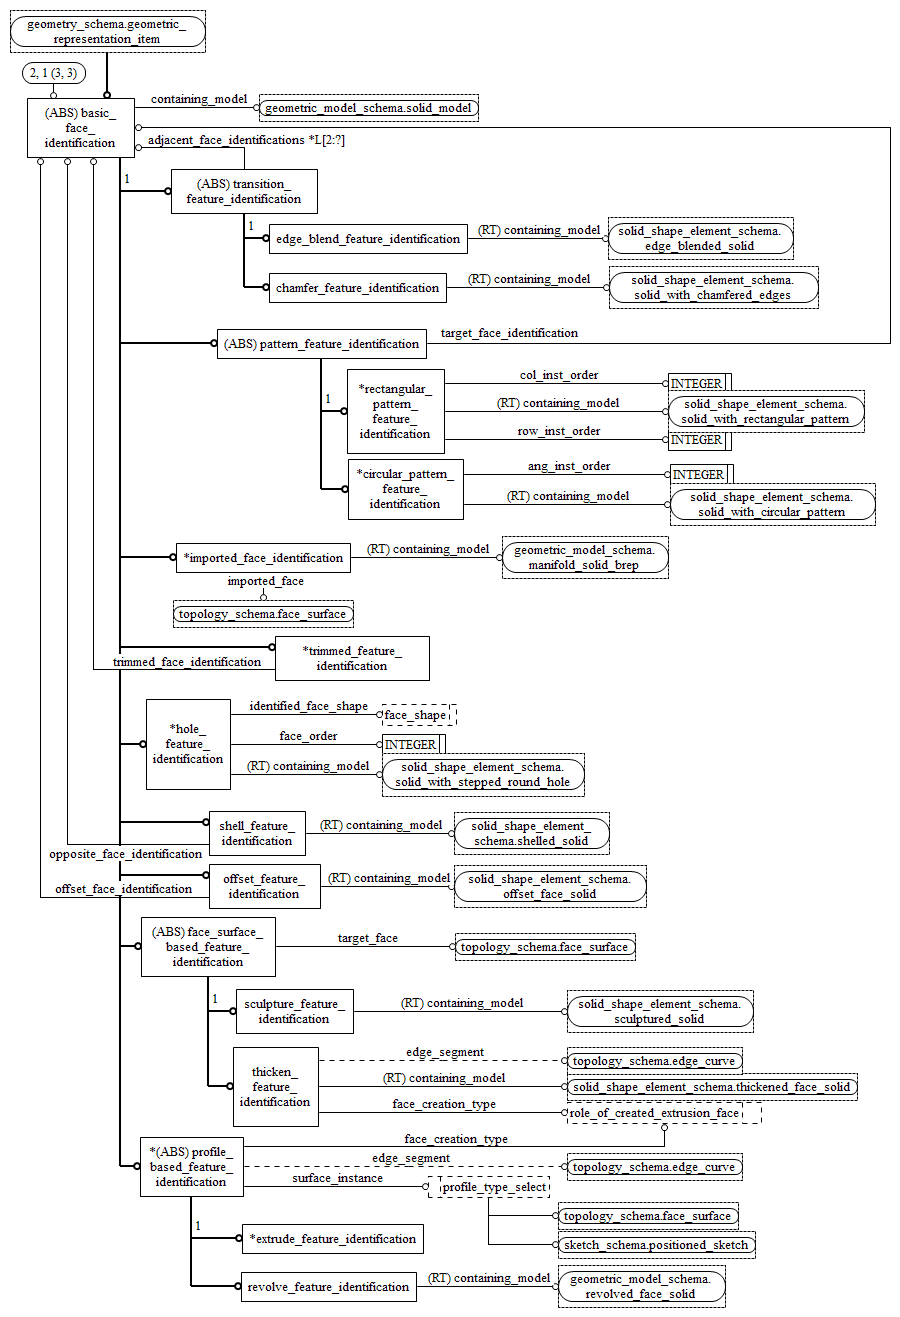 geometry_schema.geometric_
representation_item
2, 1 (3, 3)
(ABS) basic_
face_
identification
containing_model
geometric_model_schema.solid_model
adjacent_face_identifications *L[2:?]
1
(ABS) transition_
feature_identification
1
edge_blend_feature_identification
(RT) containing_model
solid_shape_element_schema.
edge_blended_solid
chamfer_feature_identification
(RT) containing_model
solid_shape_element_schema.
solid_with_chamfered_edges
(ABS) pattern_feature_identification
target_face_identification
1
*rectangular_
pattern_
feature_
identification
col_inst_order
INTEGER
(RT) containing_model
solid_shape_element_schema.
solid_with_rectangular_pattern
row_inst_order
INTEGER
*circular_pattern_
feature_
identification
ang_inst_order
INTEGER
(RT) containing_model
solid_shape_element_schema.
solid_with_circular_pattern
*imported_face_identification
(RT) containing_model
geometric_model_schema.
manifold_solid_brep
imported_face
topology_schema.face_surface
*trimmed_feature_
identification
trimmed_face_identification
*hole_
feature_
identification
identified_face_shape
face_shape
face_order
INTEGER
(RT) containing_model
solid_shape_element_schema.
solid_with_stepped_round_hole
shell_feature_
identification
(RT) containing_model
solid_shape_element_
schema.shelled_solid
opposite_face_identification
offset_feature_
identification
(RT) containing_model
solid_shape_element_schema.
offset_face_solid
offset_face_identification
(ABS) face_surface_
based_feature_
identification
target_face
topology_schema.face_surface
1
sculpture_feature_
identification
(RT) containing_model
solid_shape_element_schema.
sculptured_solid
thicken_
feature_
identification
edge_segment
topology_schema.edge_curve
(RT) containing_model
solid_shape_element_schema.thickened_face_solid
face_creation_type
role_of_created_extrusion_face
*(ABS) profile_
based_feature_
identification
face_creation_type
edge_segment
topology_schema.edge_curve
surface_instance
profile_type_select
topology_schema.face_surface
sketch_schema.positioned_sketch
1
*extrude_feature_identification
revolve_feature_identification
(RT) containing_model
geometric_model_schema.
revolved_face_solid